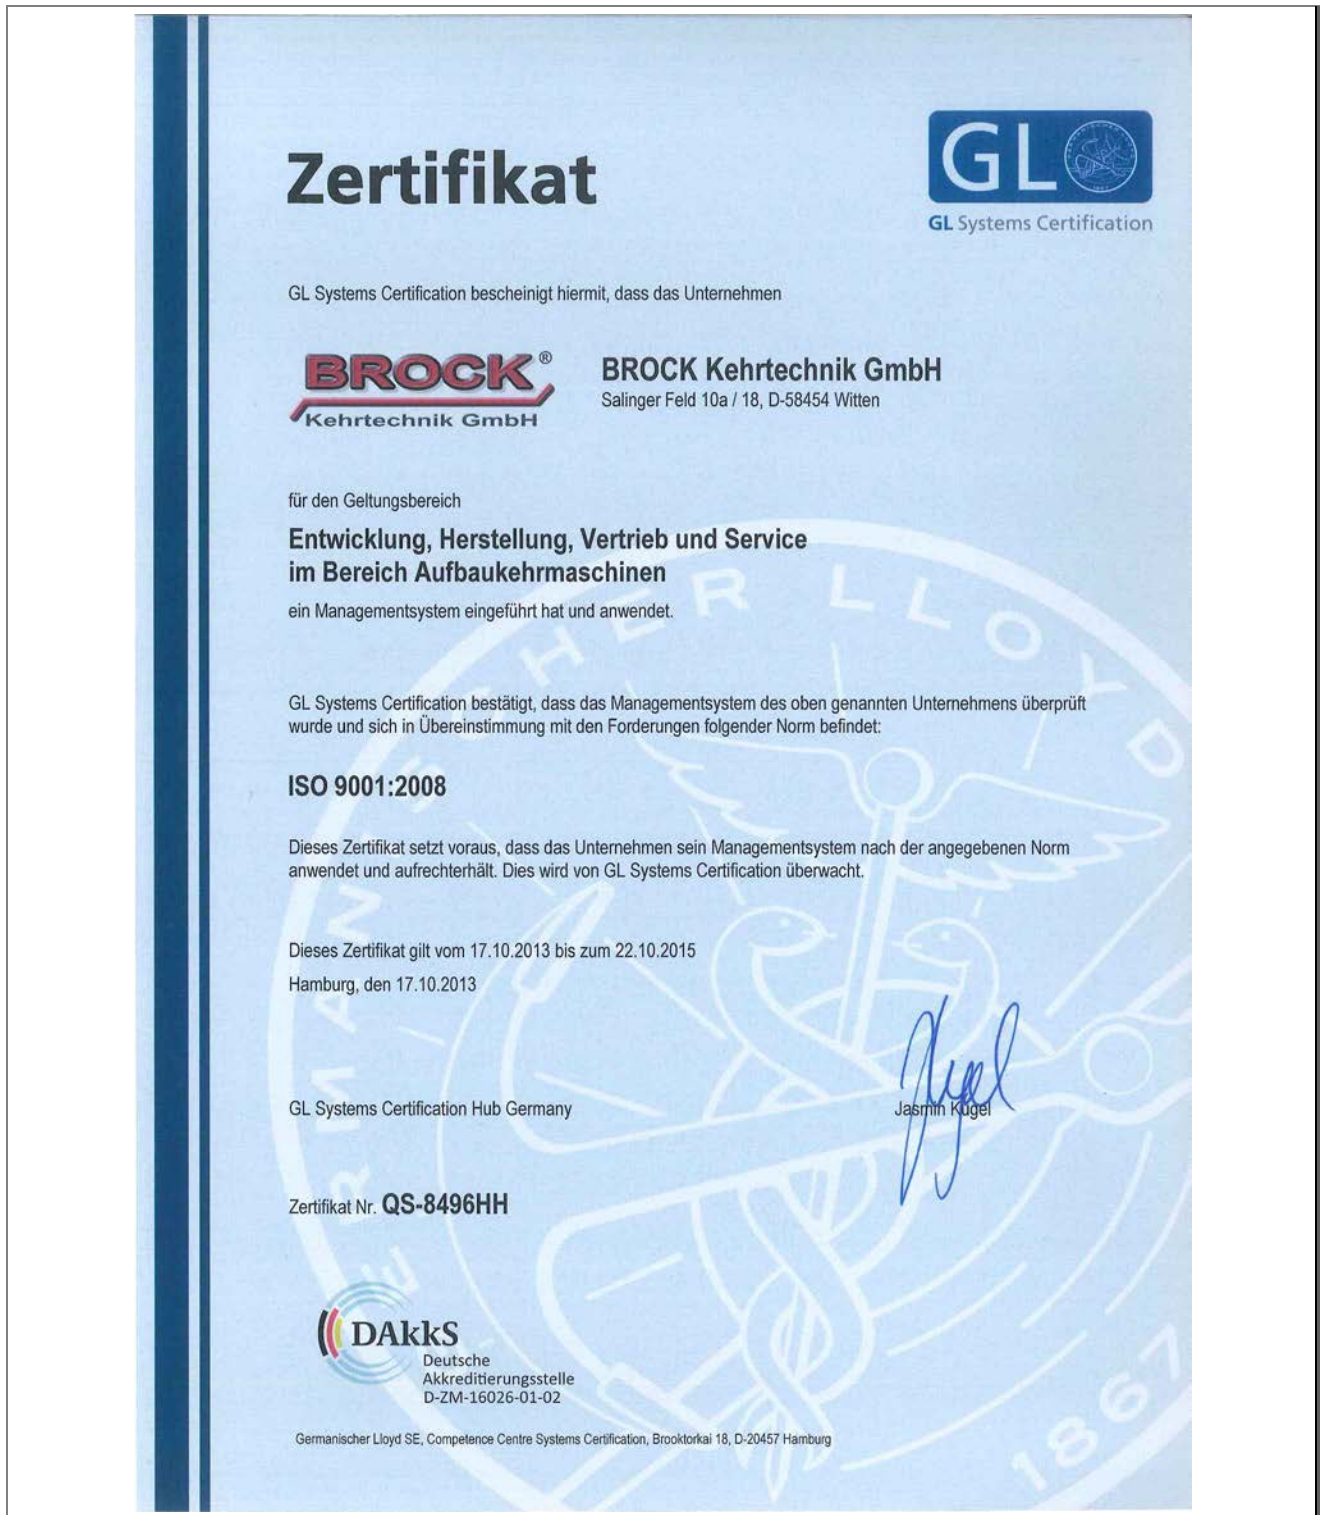 Zertifikat
GL
GL Systems Certification
GL Systems Certification bescheinigt hiermit, dass das Unternehmen
BROCK®
Kehrtechnik GmbH
BROCK Kehrtechnik GmbH
Salinger Feld 10a / 18, D-58454 Witten
für den Geltungsbereich
Entwicklung, Herstellung, Vertrieb und Service
im Bereich Aufbaukehrmaschinen
ein Managementsystem eingeführt hat und anwendet.
GL Systems Certification bestätigt, dass das Managementsystem des oben genannten Unternehmens überprüft
wurde und sich in Übereinstimmung mit den Forderungen folgender Norm befindet:
ISO 9001:2008
Dieses Zertifikat setzt voraus, dass das Unternehmen sein Managementsystem nach der angegebenen Norm
anwendet und aufrechterhält. Dies wird von GL Systems Certification überwacht.
Dieses Zertifikat gilt vom 17.10.2013 bis zum 22.10.2015
Hamburg, den 17.10.2013
GL Systems Certification Hub Germany
Jasmin Kugel
Zertifikat Nr. QS-8496HH
DAkkS
Deutsche
Akkreditierungsstelle
D-ZM-16026-01-02
Germanischer Lloyd SE, Competence Centre Systems Certification, Brooktorkai 18, D-20457 Hamburg
ERMANISCHER LLOYD
1867